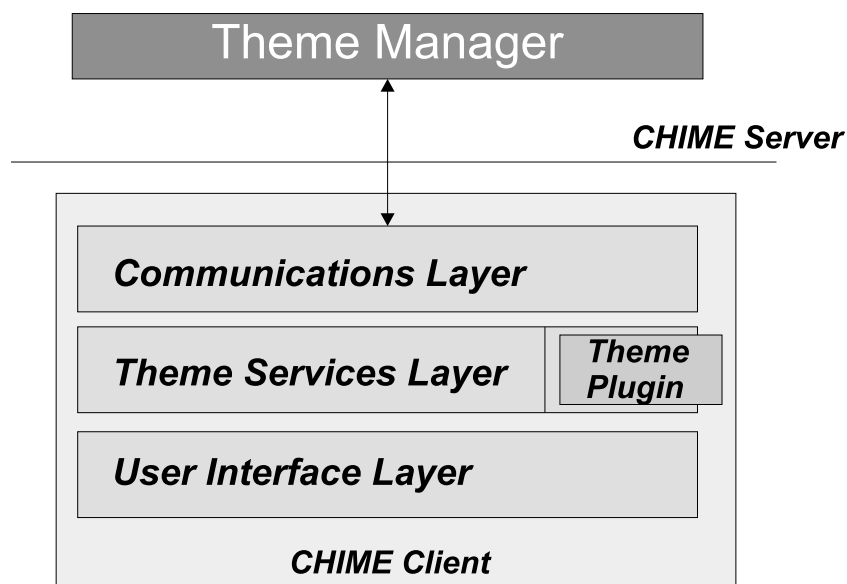 Theme Manager
CHIME Server
Communications Layer
Theme Services Layer
Theme
Plugin
User Interface Layer
CHIME Client